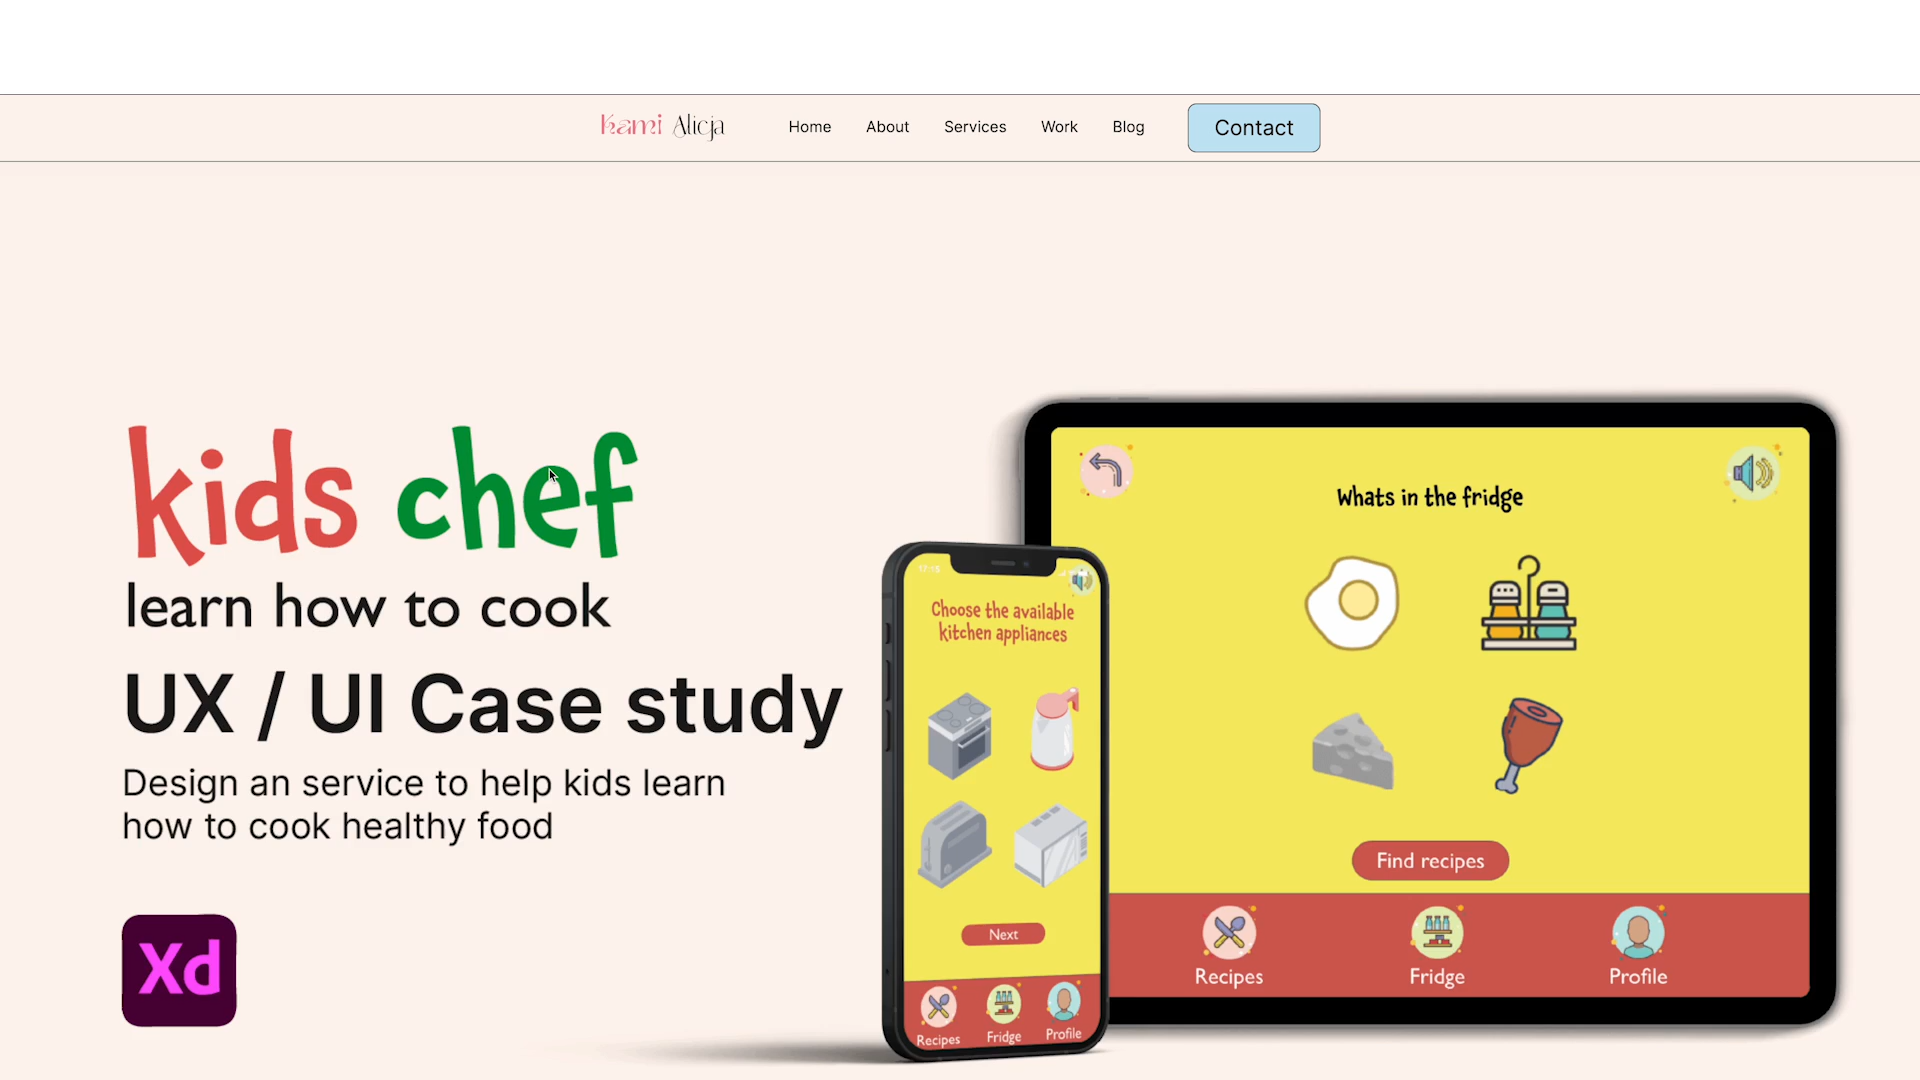 Kami Alicja
Home
About
Services
Work
Blog
Contact
kids chef
learn how to cook
UX / UI Case study
Design an service to help kids learn
how to cook healthy food
Xd
17:15
Choose the available
kitchen appliances
Next
Recipes
Fridge
Profile
Whats in the fridge
Find recipes
Recipes
Fridge
Profile